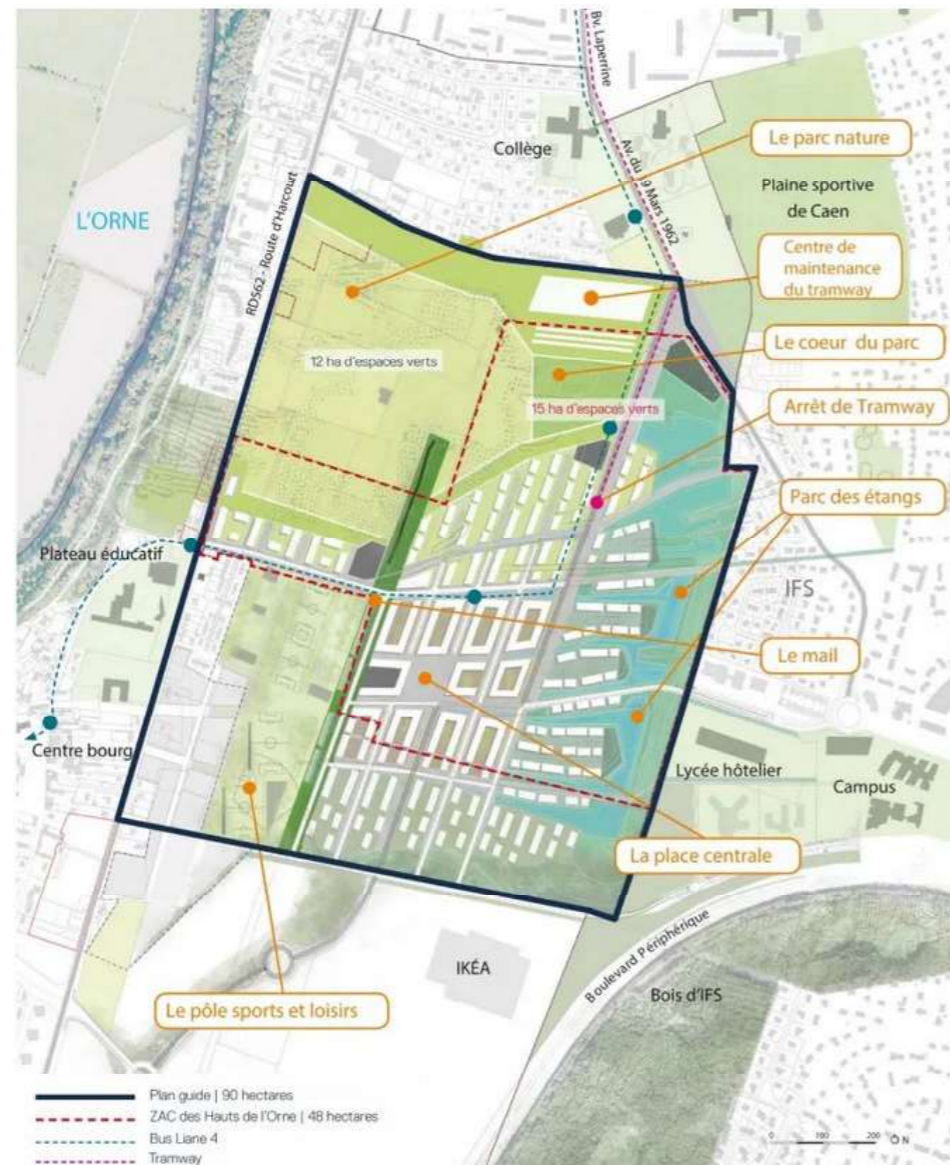 Bv. Laperrine
Le parc nature
Collège
Av. du 19 Mars 1962
Plaine sportive
de Caen
RD562 - Route d'Harcourt
L'ORNE
Centre de
maintenance
du tramway
12 ha d'espaces verts
Le coeur du parc
15 ha d'espaces verts
Arrêt de Tramway
Parc des étangs
Plateau éducatif
IFS
Le mail
Centre bourg
Lycée hôtelier
Campus
La place centrale
Boulevard Périphérique
IKÉA
Bois d'IFS
Le pôle sports et loisirs
Plan guide | 90 hectares
ZAC des Hauts de l'Orne | 48 hectares
Bus Liane 4
Tramway
0 100 200 N